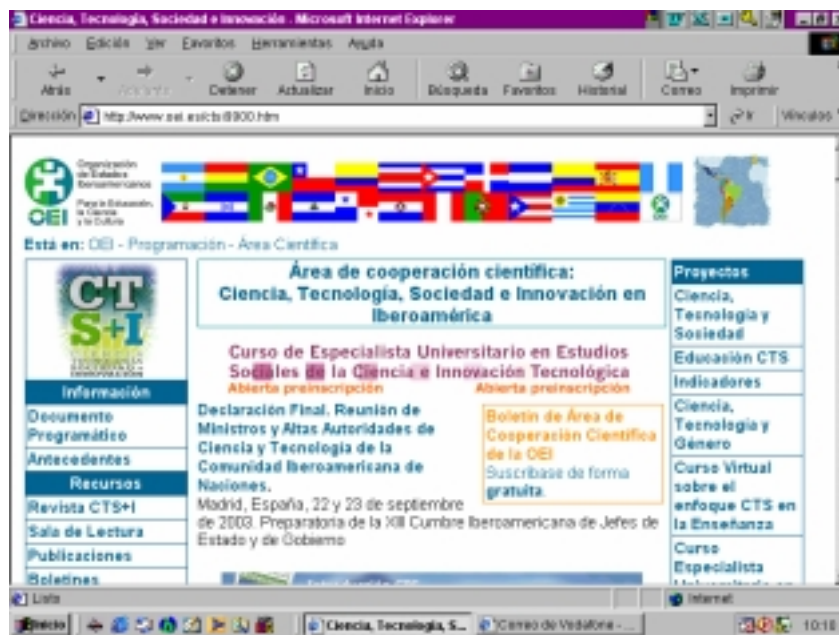 Ciencia, Tecnología, Sociedad e Innovación . Microsoft Internet Explorer
Archivo Edición Ver Favoritos Herramientas Ayuda
Atrás Adelante Detener Actualizar Inicio Búsqueda Favoritos Historial Correo Imprimir
Dirección http://www.oei.es/cts Ir Vínculos
Organización
de Estados
Iberoamericanos
Para la Educación,
la Ciencia
y la Cultura
OEI
Está en: OEI - Programación - Área Científica
CTS+I
Información
Documento
Programático
Antecedentes
Recursos
Revista CTS+I
Sala de Lectura
Publicaciones
Boletines
Área de cooperación científica:
Ciencia, Tecnología, Sociedad e Innovación en
Iberoamérica
Curso de Especialista Universitario en Estudios
Sociales de la Ciencia e Innovación Tecnológica
Abierta preinscripción Abierta preinscripción
Declaración Final. Reunión de
Ministros y Altas Autoridades de
Ciencia y Tecnología de la
Comunidad Iberoamericana de
Naciones.
Madrid, España, 22 y 23 de septiembre
de 2003. Preparatoria de la XIII Cumbre Iberoamericana de Jefes de
Estado y de Gobierno
Boletín de Área de
Cooperación Científica
de la OEI
Suscríbase de forma
gratuita.
Introducción CTS
Proyectos
Ciencia,
Tecnología y
Sociedad
Educación CTS
Indicadores
Ciencia,
Tecnología y
Género
Curso Virtual
sobre el
enfoque CTS en
la Enseñanza
Curso
Especialista
Universitario en
Listo Internet
Inicio Ciencia, Tecnología, S... Correo de Vodafone - ... 10:18